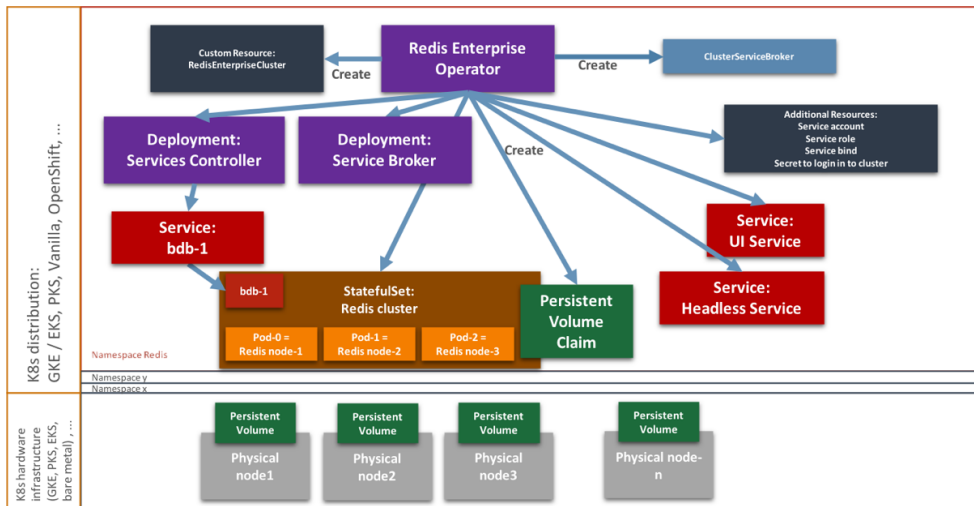 K8s distribution:
GKE / EKS, PKS, Vanilla, OpenShift, ...
Custom Resource:
RedisEnterpriseCluster
Create
Redis Enterprise
Operator
Create
ClusterServiceBroker
Deployment:
Services Controller
Deployment:
Service Broker
Create
Additional Resources:
Service account
Service role
Service bind
Secret to login in to cluster
Service:
bdb-1
Service:
UI Service
bdb-1
StatefulSet:
Redis cluster
Persistent
Volume
Claim
Service:
Headless Service
Pod-0 =
Redis node-1
Pod-1 =
Redis node-2
Pod-2 =
Redis node-3
Namespace Redis
Namespace y
Namespace x
K8s hardware
infrastructure
(GKE, PKS, EKS,
bare metal) , ...
Persistent
Volume
Physical
node1
Persistent
Volume
Physical
node2
Persistent
Volume
Physical
node3
Persistent
Volume
Physical node-
n